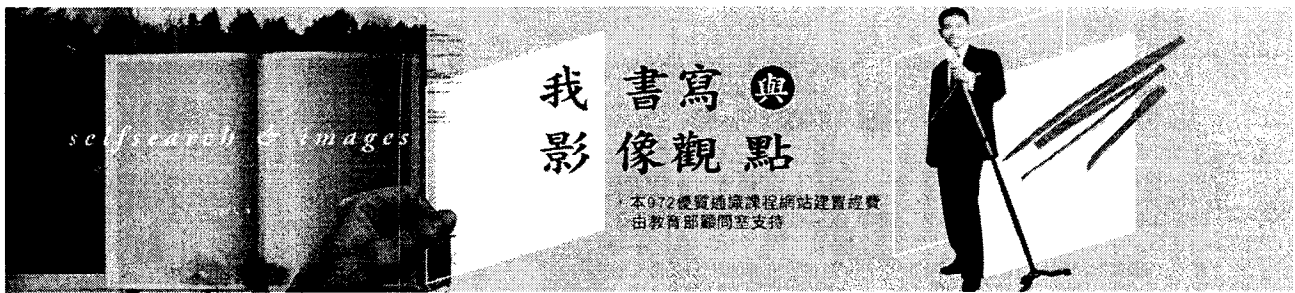 selfsearch & images
我 書寫 與
影 像觀 點
本972優質通識課程網站建置經費
由教育部顧問室支持